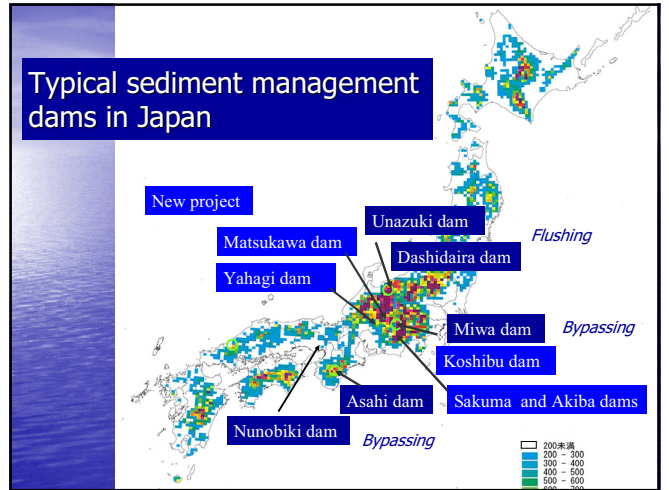 Typical sediment management
dams in Japan
New project
Unazuki dam
Flushing
Matsukawa dam
Dashidaira dam
Yahagi dam
Miwa dam
Bypassing
Koshibu dam
Asahi dam
Sakuma and Akiba dams
Nunobiki dam
Bypassing
200未満
200 - 300
300 - 400
400 - 500
500 - 600
600 - 700